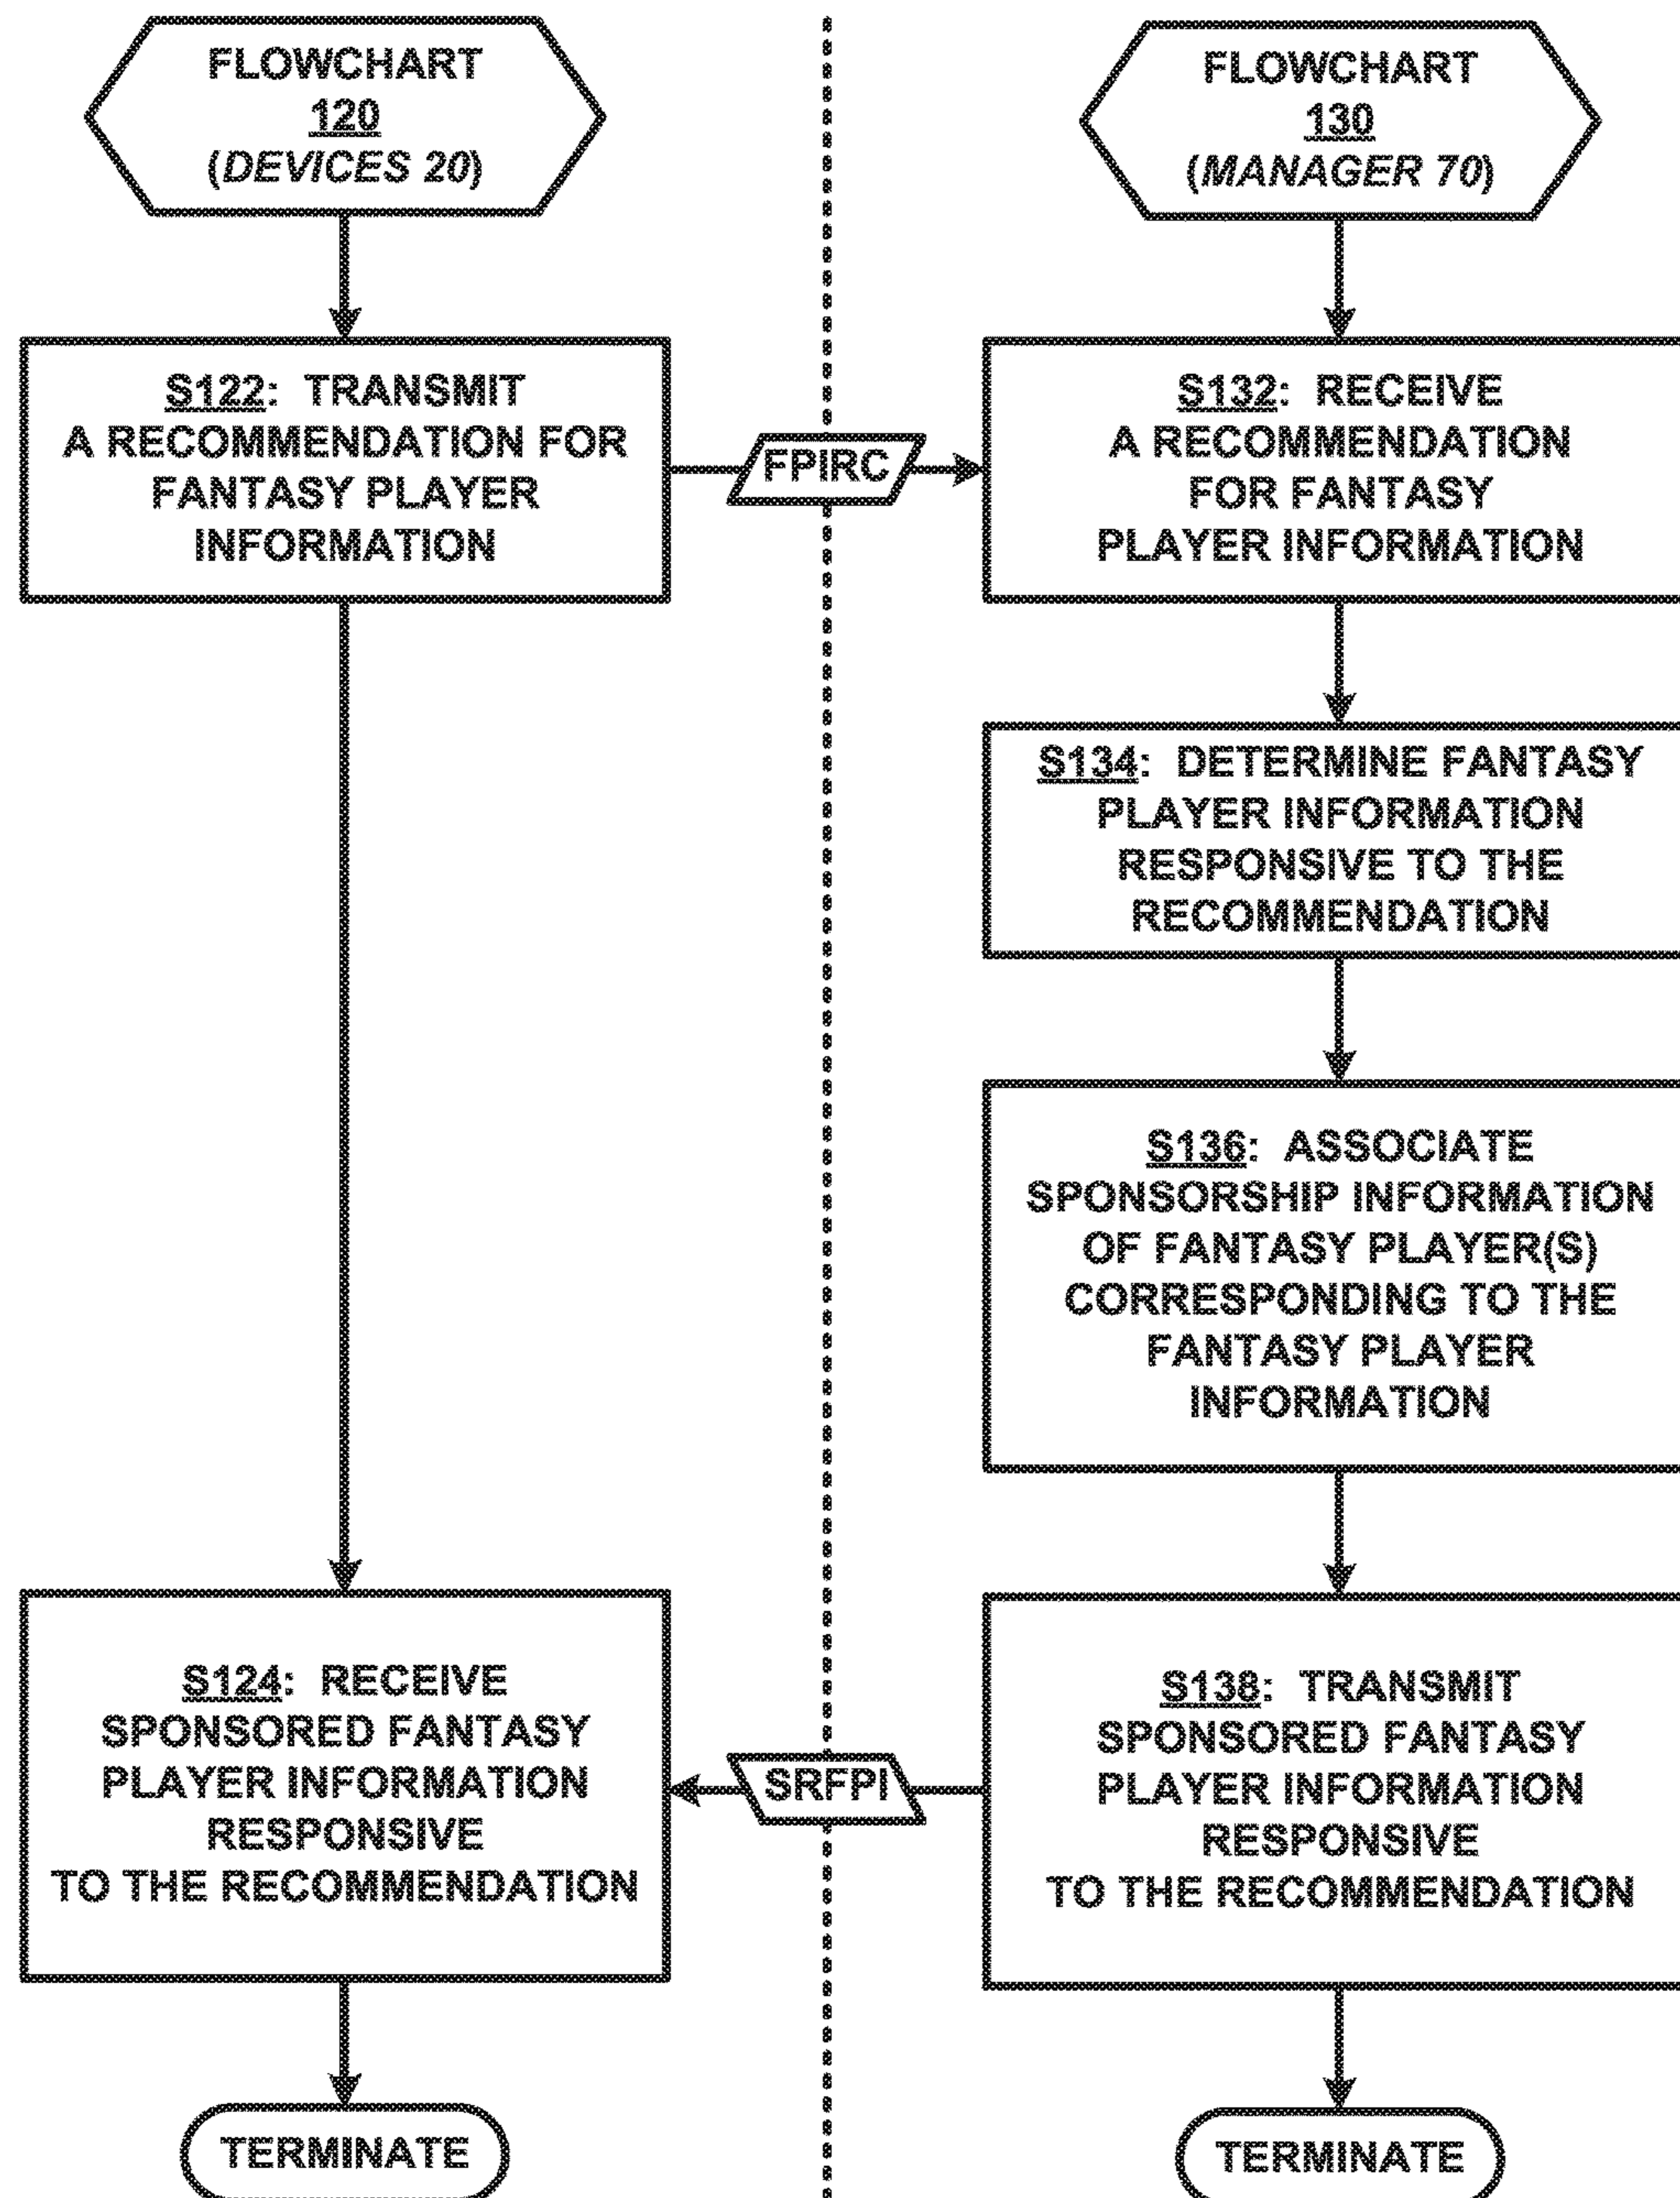 FLOWCHART
120
(DEVICES 20)
FLOWCHART
130
(MANAGER 70)
S122: TRANSMIT
A RECOMMENDATION FOR
FANTASY PLAYER
INFORMATION
FPIRC
S132: RECEIVE
A RECOMMENDATION
FOR FANTASY
PLAYER INFORMATION
S134: DETERMINE FANTASY
PLAYER INFORMATION
RESPONSIVE TO THE
RECOMMENDATION
S136: ASSOCIATE
SPONSORSHIP INFORMATION
OF FANTASY PLAYER(S)
CORRESPONDING TO THE
FANTASY PLAYER
INFORMATION
S124: RECEIVE
SPONSORED FANTASY
PLAYER INFORMATION
RESPONSIVE
TO THE RECOMMENDATION
SRFPI
S138: TRANSMIT
SPONSORED FANTASY
PLAYER INFORMATION
RESPONSIVE
TO THE RECOMMENDATION
TERMINATE
TERMINATE